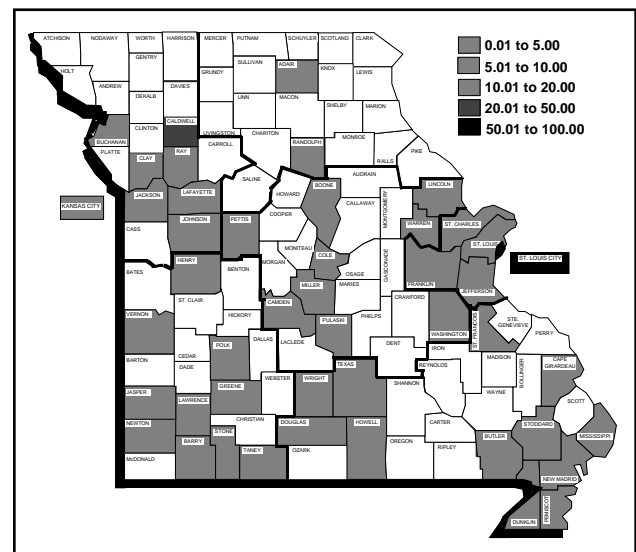 ATCHISON
NODAWAY
WORTH
HARRISON
MERCER
PUTNAM
SCHUYLER
SCOTLAND
CLARK
0.01 to 5.00
5.01 to 10.00
10.01 to 20.00
20.01 to 50.00
50.01 to 100.00
GENTRY
SULLIVAN
ADAIR
KNOX
LEWIS
HOLT
GRUNDY
ANDREW
DAVIES
DEKALB
LINN
MACON
SHELBY
MARION
CALDWELL
CLINTON
LIVINGSTON
CHARITON
MONROE
BUCHANAN
RANDOLPH
PLATTE
CLAY
RAY
CARROLL
RALLS
PIKE
AUDRAIN
SALINE
HOWARD
BOONE
LINCOLN
JACKSON
LAFAYETTE
CALLAWAY
MONTGOMERY
KANSAS CITY
JOHNSON
PETTIS
COOPER
WARREN
ST. CHARLES
CASS
MONITEAU
COLE
ST. LOUIS
ST. LOUIS CITY
HENRY
MORGAN
OSAGE
GASCONADE
FRANKLIN
BATES
BENTON
MILLER
MARIES
JEFFERSON
ST. CLAIR
CAMDEN
CRAWFORD
VERNON
HICKORY
PULASKI
PHELPS
WASHINGTON
ST. FRANCOIS
STE.
GENEVIEVE
PERRY
POLK
DALLAS
LACLEDE
DENT
IRON
BARTON
CEDAR
DADE
TEXAS
REYNOLDS
MADISON
BOLLINGER
CAPE
GIRARDEAU
WEBSTER
WRIGHT
SHANNON
JASPER
GREENE
LAWRENCE
WAYNE
SCOTT
NEWTON
CHRISTIAN
DOUGLAS
HOWELL
CARTER
STODDARD
STONE
BARRY
TANEY
OZARK
OREGON
RIPLEY
BUTLER
MISSISSIPPI
McDONALD
NEW MADRID
DUNKLIN
PEMISCOT